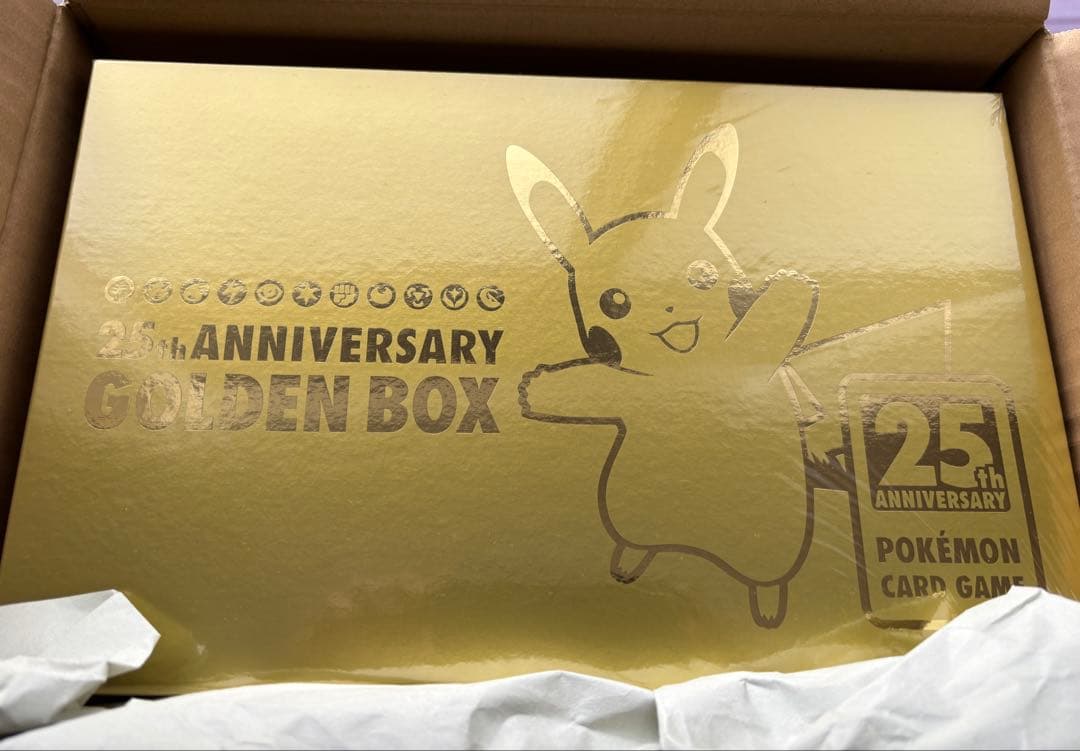 25th ANNIVERSARY
GOLDEN BOX
25th
ANNIVERSARY
POKÉMON
CARD GAME